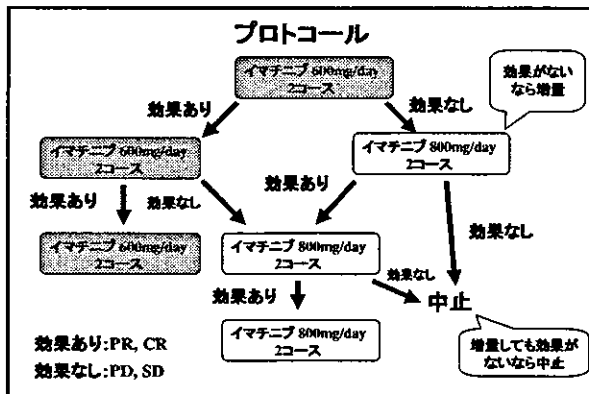 プロトコール
イマチニブ 600mg/day
2コース
効果がない
なら増量
効果あり
効果なし
イマチニブ 600mg/day
2コース
イマチニブ 800mg/day
2コース
効果あり
効果なし
効果あり
効果なし
イマチニブ 600mg/day
2コース
イマチニブ 800mg/day
2コース
効果なし
中止
効果あり
イマチニブ 800mg/day
2コース
増量しても効果が
ないなら中止
効果あり:PR, CR
効果なし:PD, SD